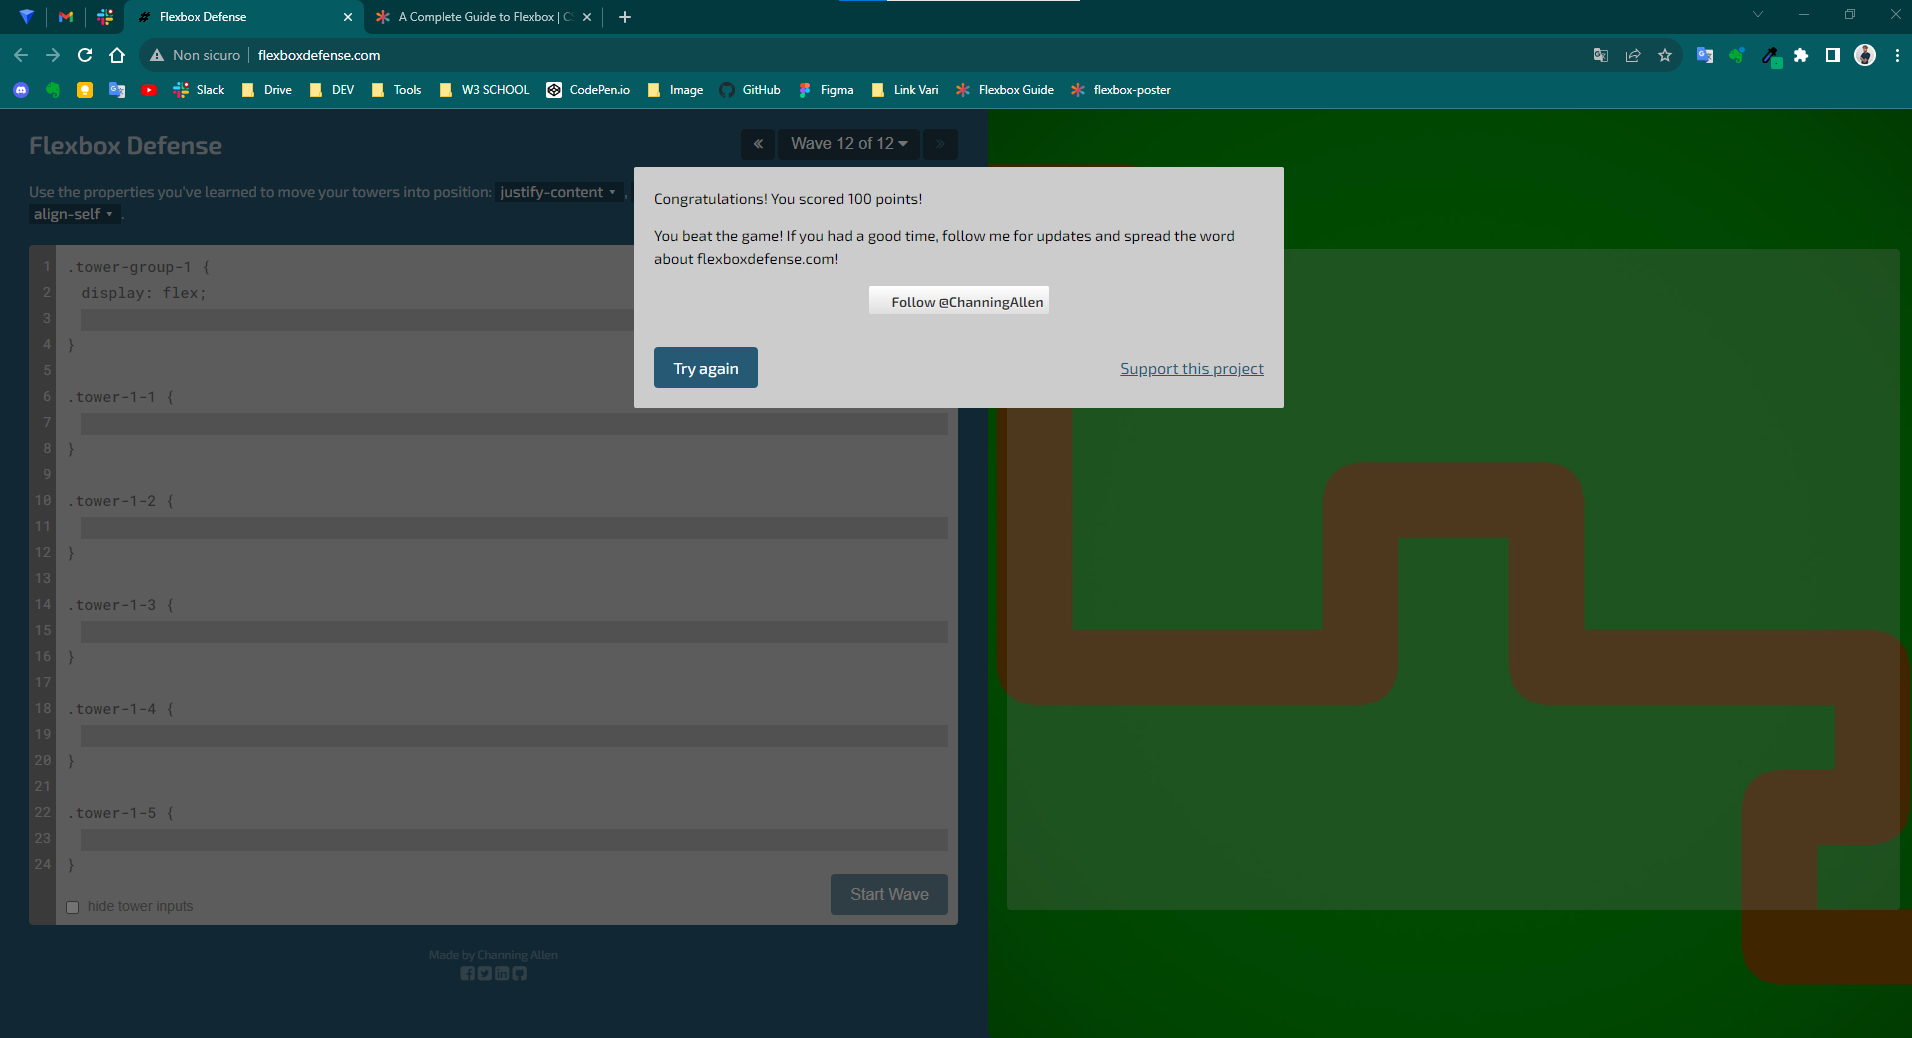 Flexbox Defense
A Complete Guide to Flexbox | CS
Non sicuro
flexboxdefense.com
Slack
Drive
DEV
Tools
W3 SCHOOL
CodePen.io
Image
GitHub
Figma
Link Vari
Flexbox Guide
flexbox-poster
Flexbox Defense
«
Wave 12 of 12
»
Use the properties you've learned to move your towers into position: justify-content ,
align-self .
Congratulations! You scored 100 points!
You beat the game! If you had a good time, follow me for updates and spread the word
about flexboxdefense.com!
Follow @ChanningAllen
Try again
Support this project
1 .tower-group-1 {
2 display: flex;
3
4 }
5
6 .tower-1-1 {
7
8 }
9
10 .tower-1-2 {
11
12 }
13
14 .tower-1-3 {
15
16 }
17
18 .tower-1-4 {
19
20 }
21
22 .tower-1-5 {
23
24 }
hide tower inputs
Start Wave
Made by Channing Allen